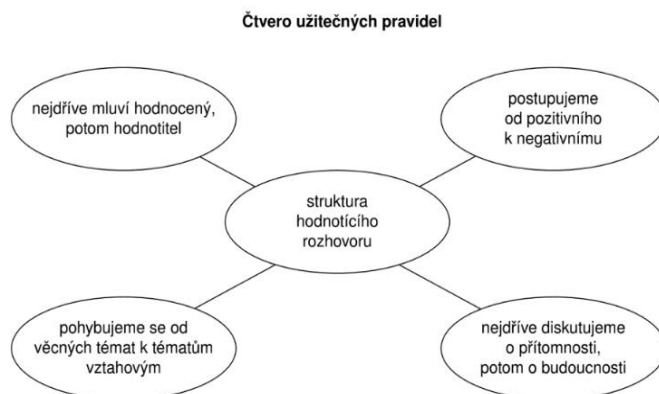 Čtvero užitečných pravidel
nejdříve mluví hodnocený,
potom hodnotitel
postupujeme
od pozitivního
k negativnímu
struktura
hodnotícího
rozhovoru
pohybujeme se od
věcných témat k tématům
vztahovým
nejdříve diskutujeme
o přítomnosti,
potom o budoucnosti